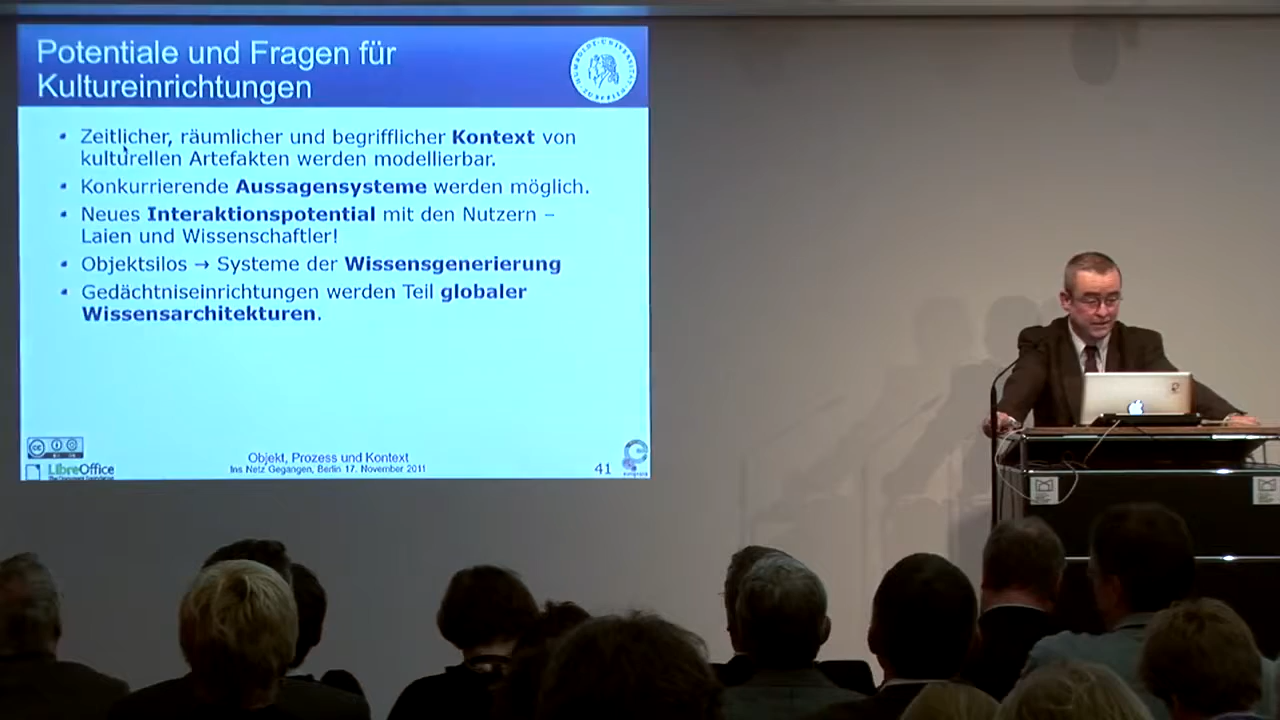 Potentiale und Fragen für
Kultureinrichtungen
Zeitlicher, räumlicher und begrifflicher Kontext von
kulturellen Artefakten werden modellierbar.
Konkurrierende Aussagensysteme werden möglich.
Neues Interaktionspotential mit den Nutzern –
Laien und Wissenschaftler!
Objektsilos → Systeme der Wissensgenerierung
Gedächtniseinrichtungen werden Teil globaler
Wissensarchitekturen.
cc
LibreOffice
Objekt, Prozess und Kontext
Ins Netz Gegangen, Berlin 17. November 2011
41